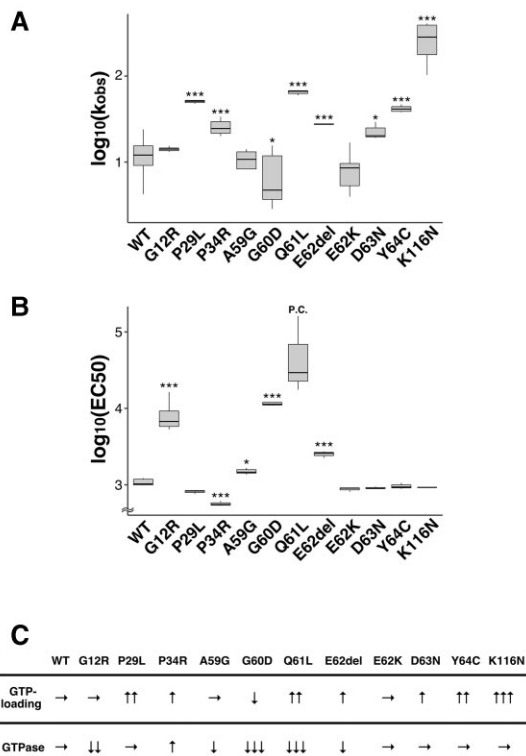 A
log10(kobs)
2
1
***
***
***
*
***
***
*
***
***
WT G12R P29L P34R A59G G60D Q61L E62del E62K D63N Y64C K116N
B
log10(EC50)
5
4
3
P.C.
***
***
***
*
***
WT G12R P29L P34R A59G G60D Q61L E62del E62K D63N Y64C K116N
C
WT G12R P29L P34R A59G G60D Q61L E62del E62K D63N Y64C K116N
GTP-
loading → → ↑↑ ↑ → ↓ ↑↑ ↑ → ↑ ↑↑ ↑↑↑
GTPase → ↓↓ → ↑ ↓ ↓↓↓ ↓↓↓ ↓ → → → →